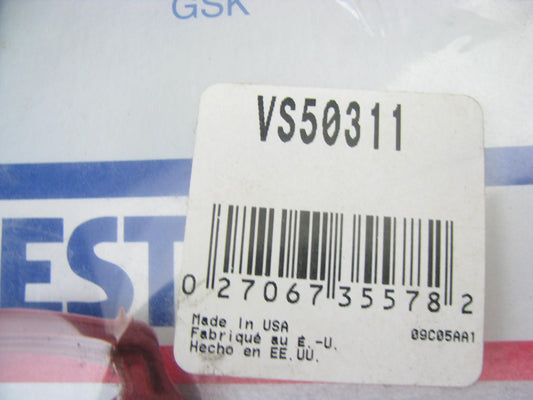 GSK
VS50311
EST
0 27067 35578 2
Made In USA
Fabriqué au É.-U.
Hecho en EE.UU.
09C05AA1